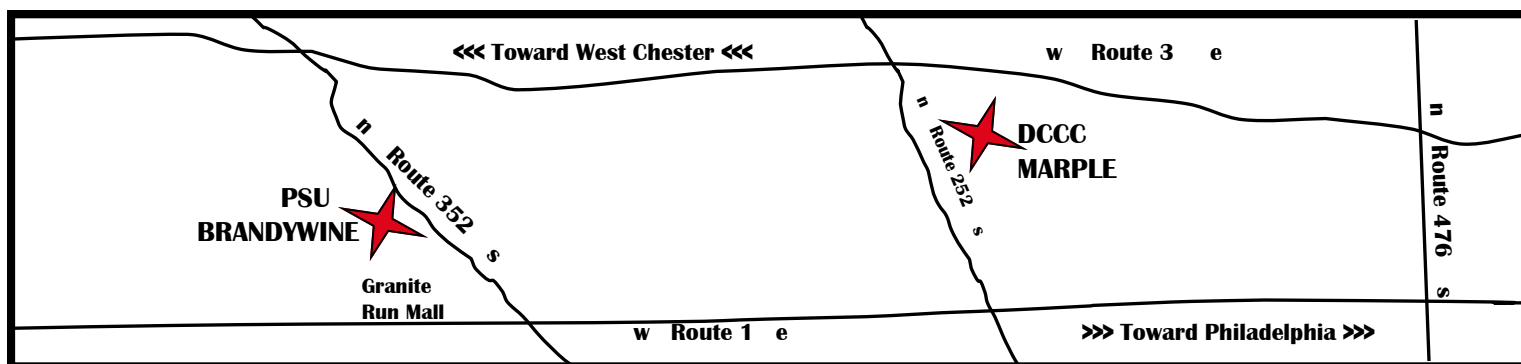 <<< Toward West Chester <<<
w Route 3 e
n Route 352 s
n Route 252 s
n Route 476 s
DCCC
MARPLE
PSU
BRANDYWINE
Granite
Run Mall
w Route 1 e
>>> Toward Philadelphia >>>